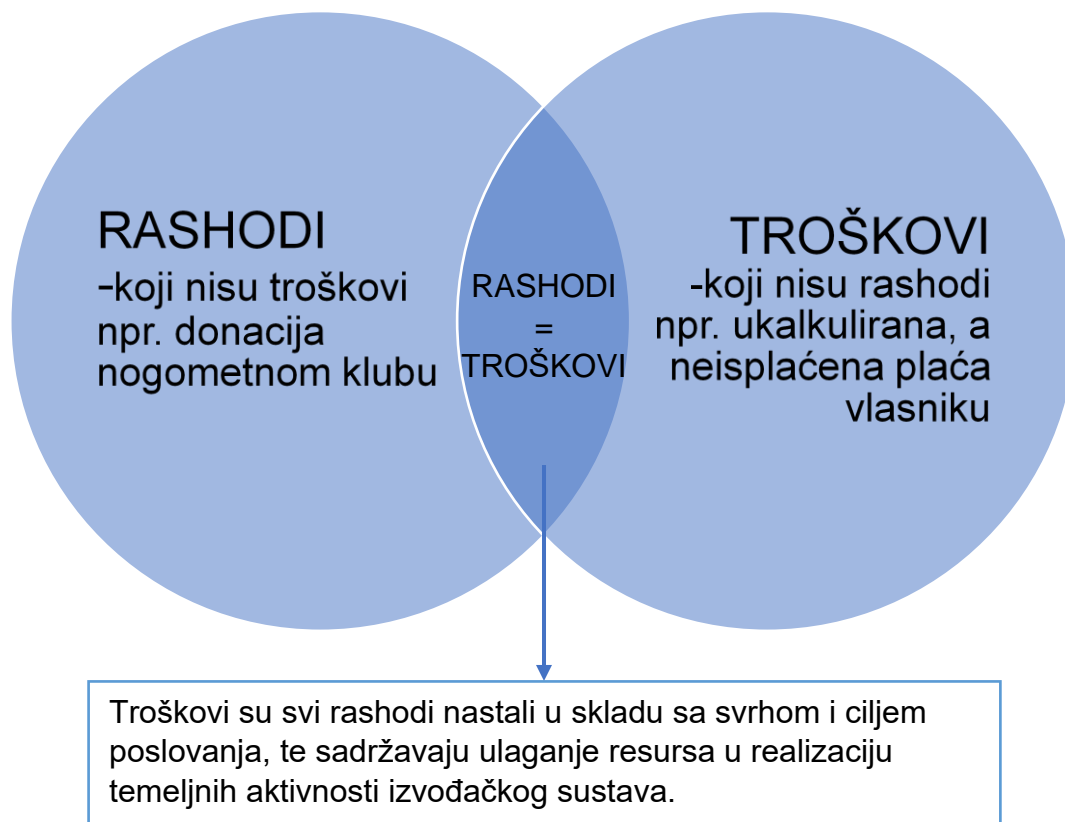 RASHODI
-koji nisu troškovi
npr. donacija
nogometnom klubu
RASHODI
=
TROŠKOVI
TROŠKOVI
-koji nisu rashodi
npr. ukalkulirana, a
neisplaćena plaća
vlasniku
Troškovi su svi rashodi nastali u skladu sa svrhom i ciljem
poslovanja, te sadržavaju ulaganje resursa u realizaciju
temeljnih aktivnosti izvođačkog sustava.